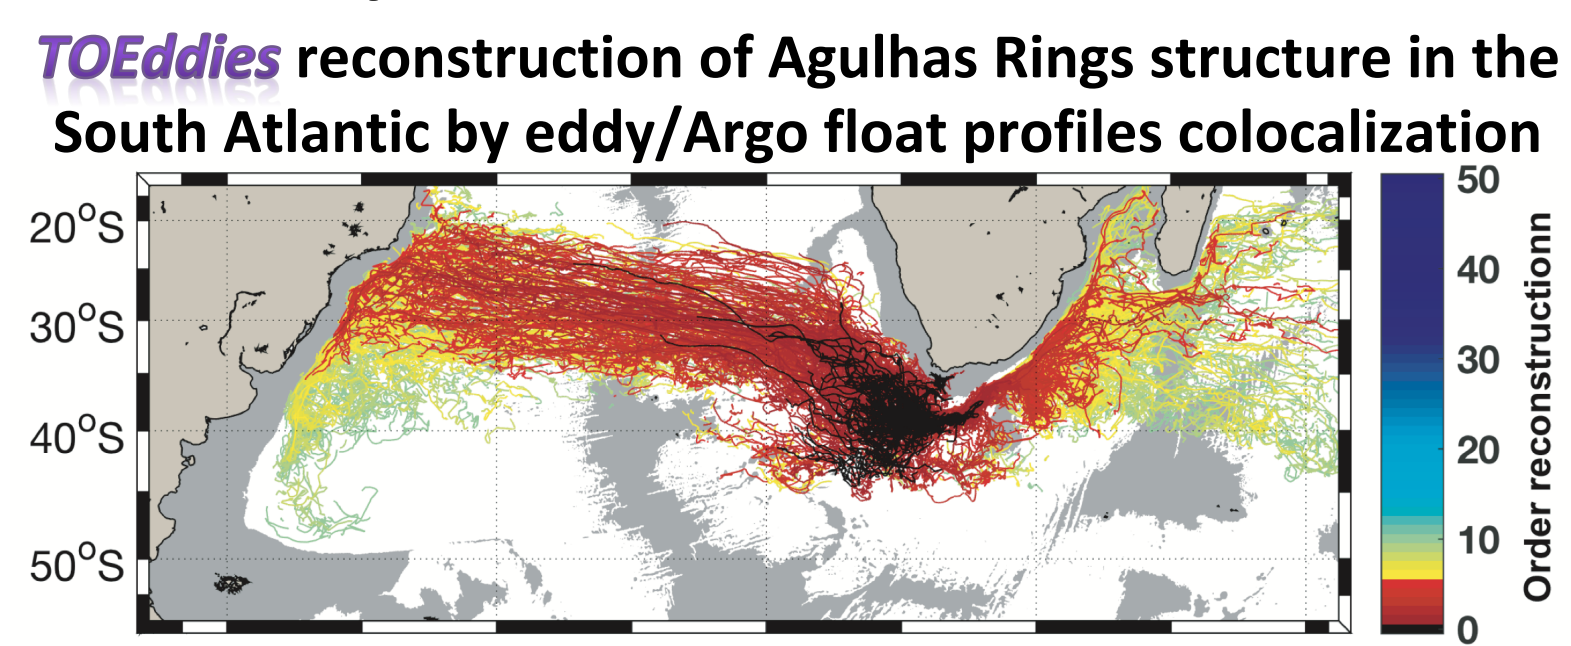 TOEddies reconstruction of Agulhas Rings structure in the
South Atlantic by eddy/Argo float profiles colocalization
20°S
30°S
40°S
50°S
50
40
30
20
10
0
Order reconstructionn